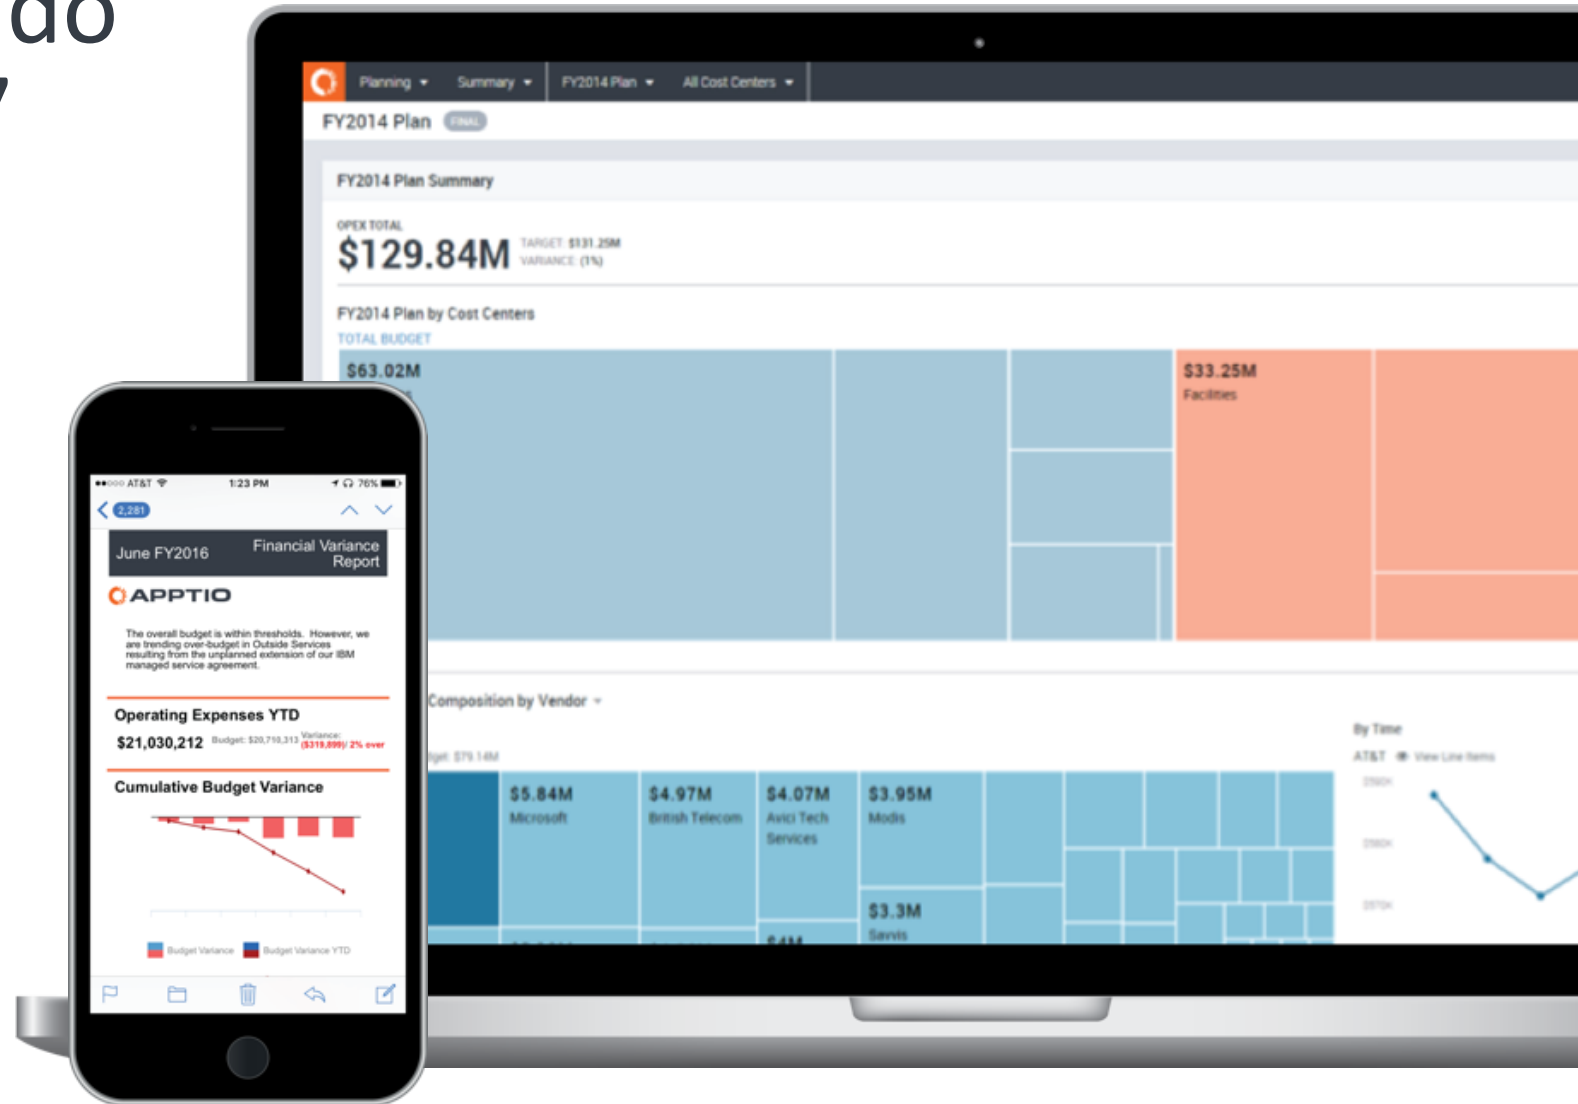 do
Planning
Summary
FY2014 Plan
All Cost Centers
FY2014 Plan FINAL
FY2014 Plan Summary
OPEX TOTAL
$129.84M
TARGET: $131.25M
VARIANCE: (1%)
FY2014 Plan by Cost Centers
TOTAL BUDGET
$63.02M
$33.25M
Facilities
Composition by Vendor
$79.14M
$5.84M
Microsoft
$4.97M
British Telecom
$4.07M
Avici Tech
Services
$3.95M
Modis
$3.3M
Savvis
$4M
By Time
AT&T View Line Items
AT&T 1:23 PM 76%
2,281
June FY2016
Financial Variance
Report
APPTIO
The overall budget is within thresholds. However, we
are trending over-budget in Outside Services
resulting from the unplanned extension of our IBM
managed service agreement.
Operating Expenses YTD
$21,030,212 Budget: $20,710,313 Variance:
($319,899)/ 2% over
Cumulative Budget Variance
Budget Variance
Budget Variance YTD